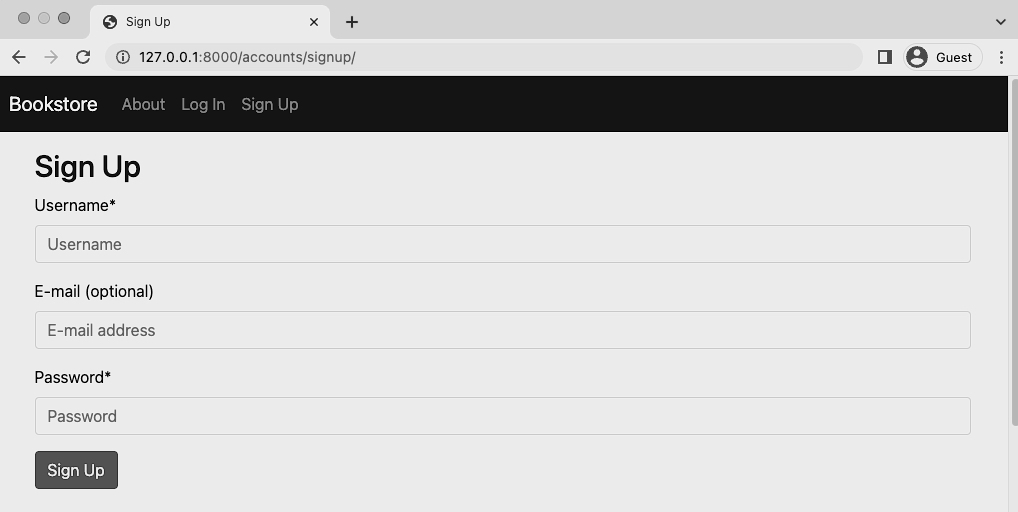 Sign Up
127.0.0.1:8000/accounts/signup/
Guest
Bookstore About Log In Sign Up
Sign Up
Username*
Username
E-mail (optional)
E-mail address
Password*
Password
Sign Up